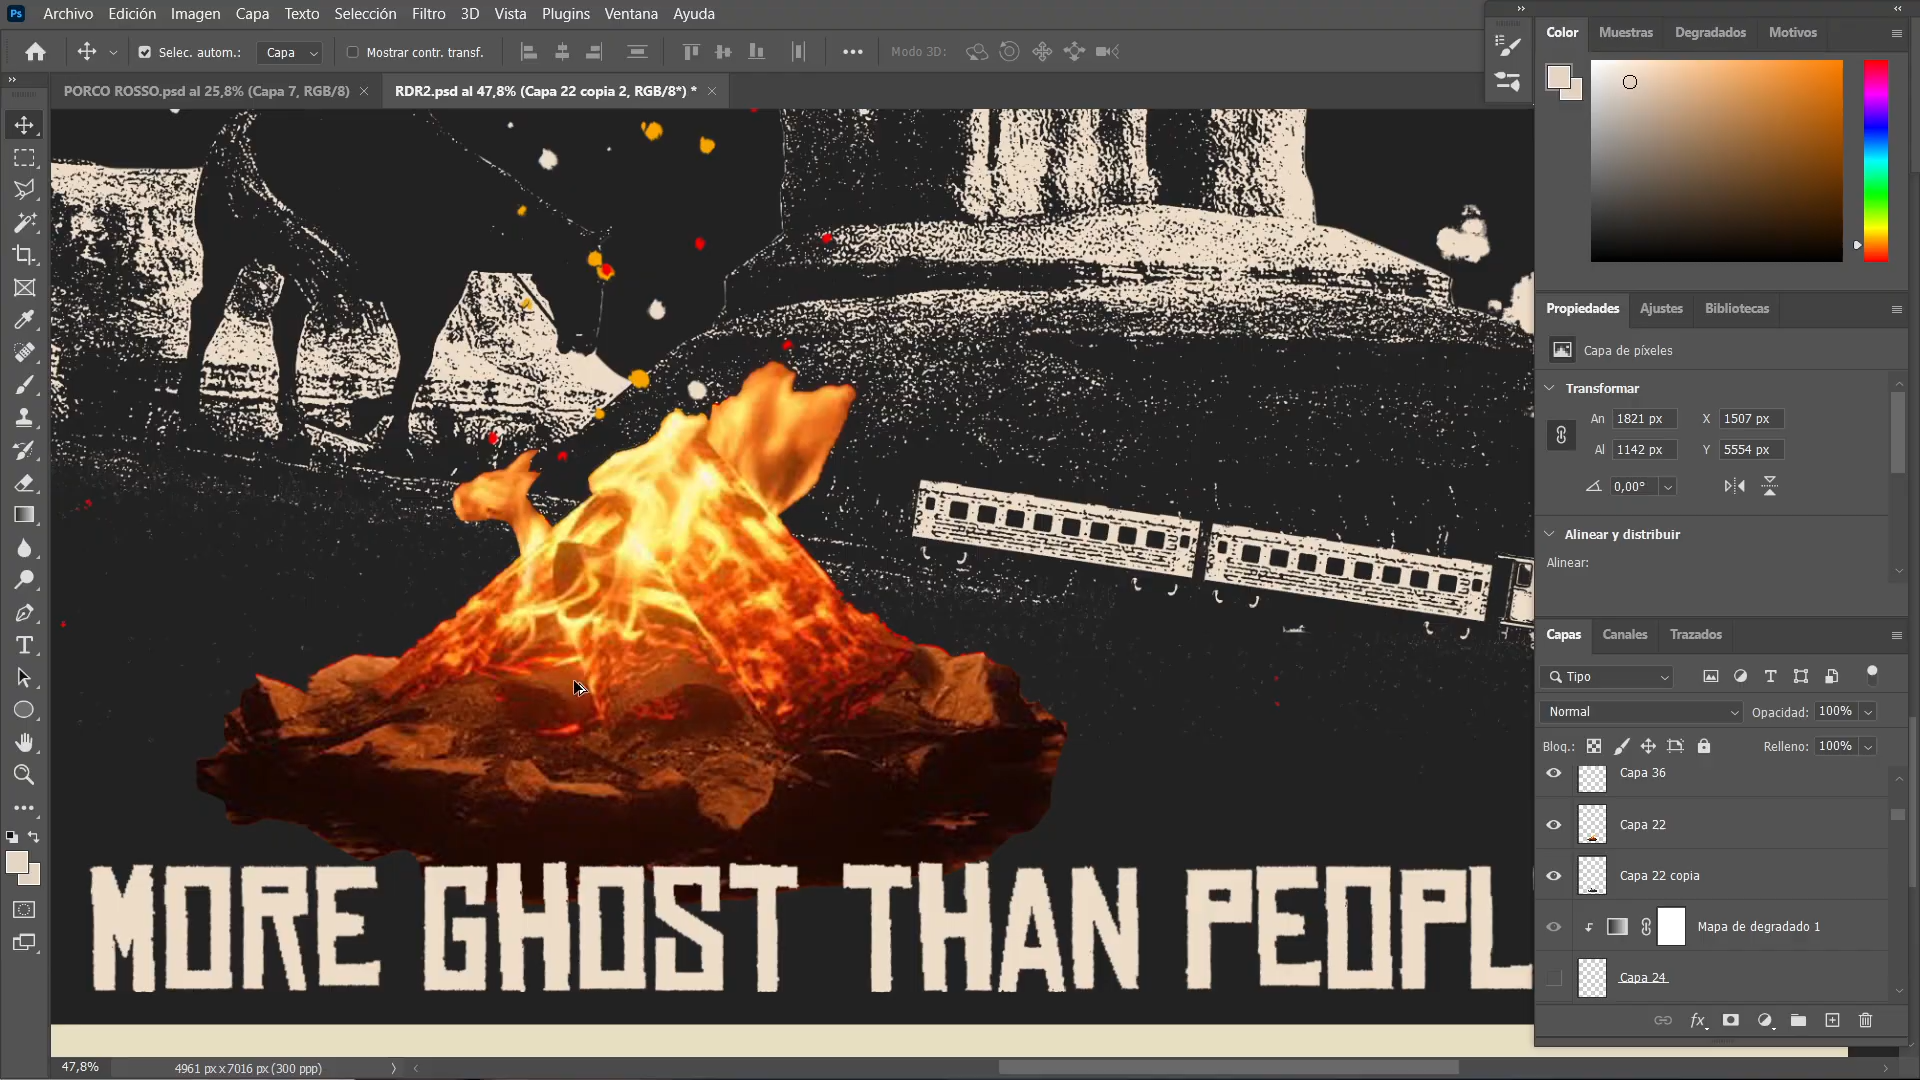 Ps Archivo Edición Imagen Capa Texto Selección Filtro 3D Vista Plugins Ventana Ayuda
Selec. autom.: Capa Mostrar contr. transf. Modo 3D:
PORCO ROSSO.psd al 25,8% (Capa 7, RGB/8) RDR2.psd al 47,8% (Capa 22 copia 2, RGB/8*) *
MORE GHOST THAN PEOPL
47,8% 4961 px x 7016 px (300 ppp)
Color Muestras Degradados Motivos
Propiedades Ajustes Bibliotecas
Capa de píxeles
Transformar
An 1821 px X 1507 px
Al 1142 px Y 5554 px
0,00°
Alinear y distribuir
Alinear:
Capas Canales Trazados
Tipo
Normal Opacidad: 100%
Bloq.: Relleno: 100%
Capa 36
Capa 22
Capa 22 copia
Mapa de degradado 1
Capa 24
fx